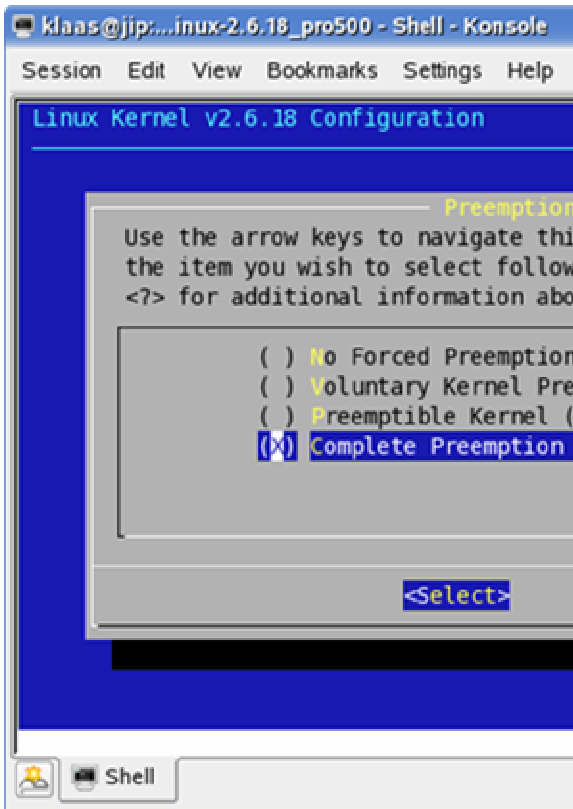 klaas@jip:...inux-2.6.18_pro500 - Shell - Konsole
Session Edit View Bookmarks Settings Help
Linux Kernel v2.6.18 Configuration
Preemption
Use the arrow keys to navigate thi
the item you wish to select follow
<?> for additional information abo
( ) No Forced Preemption
( ) Voluntary Kernel Pre
( ) Preemptible Kernel (
(X) Complete Preemption
<Select>
Shell